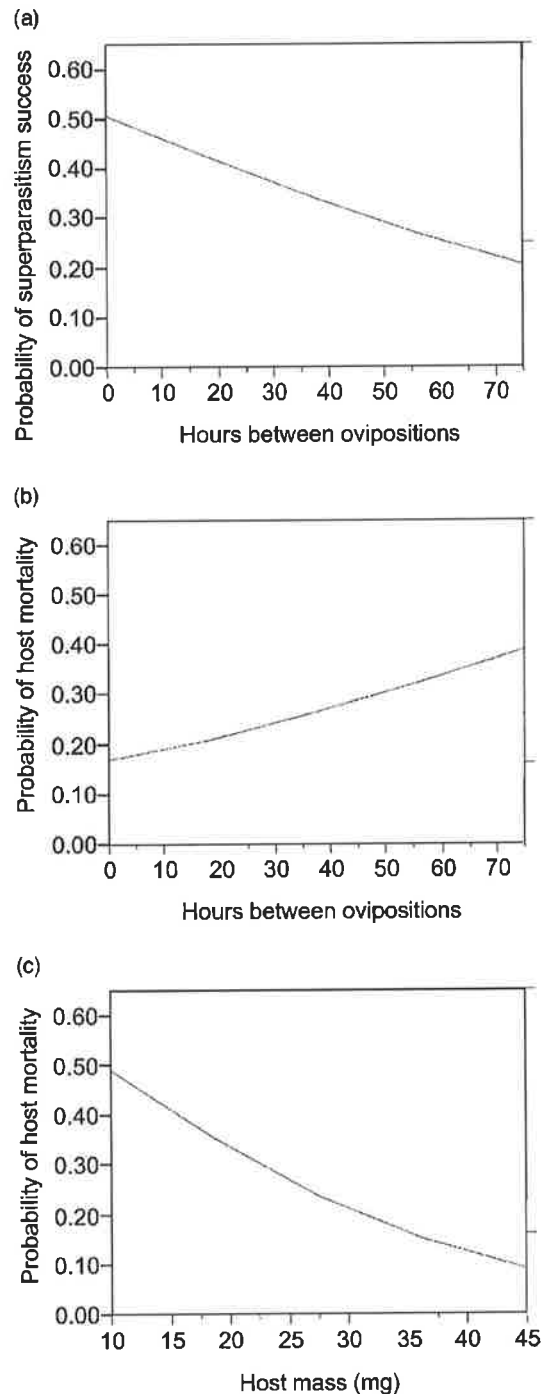 (a)
Probability of superparasitism success
0.60
0.50
0.40
0.30
0.20
0.10
0.00
0 10 20 30 40 50 60 70
Hours between ovipositions
(b)
Probability of host mortality
0.60
0.50
0.40
0.30
0.20
0.10
0.00
0 10 20 30 40 50 60 70
Hours between ovipositions
(c)
Probability of host mortality
0.60
0.50
0.40
0.30
0.20
0.10
0.00
10 15 20 25 30 35 40 45
Host mass (mg)